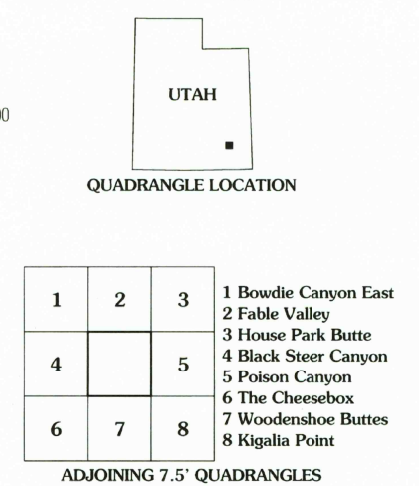 UTAH
00
QUADRANGLE LOCATION
1 2 3
4 5
6 7 8
1 Bowdie Canyon East
2 Fable Valley
3 House Park Butte
4 Black Steer Canyon
5 Poison Canyon
6 The Cheesebox
7 Woodenshoe Buttes
8 Kigalia Point
ADJOINING 7.5' QUADRANGLES